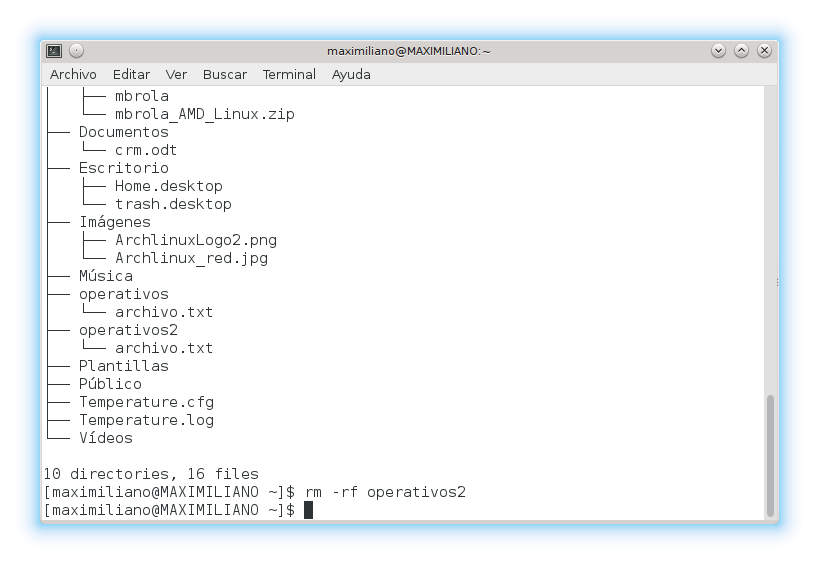 maximiliano@MAXIMILIANO:~
Archivo Editar Ver Buscar Terminal Ayuda
│   ├── mbrola
│   └── mbrola_AMD_Linux.zip
├── Documentos
│   └── crm.odt
├── Escritorio
│   ├── Home.desktop
│   └── trash.desktop
├── Imágenes
│   ├── ArchlinuxLogo2.png
│   └── Archlinux_red.jpg
├── Música
├── operativos
│   └── archivo.txt
├── operativos2
│   └── archivo.txt
├── Plantillas
├── Público
├── Temperature.cfg
├── Temperature.log
└── Vídeos
10 directories, 16 files
[maximiliano@MAXIMILIANO ~]$ rm -rf operativos2
[maximiliano@MAXIMILIANO ~]$